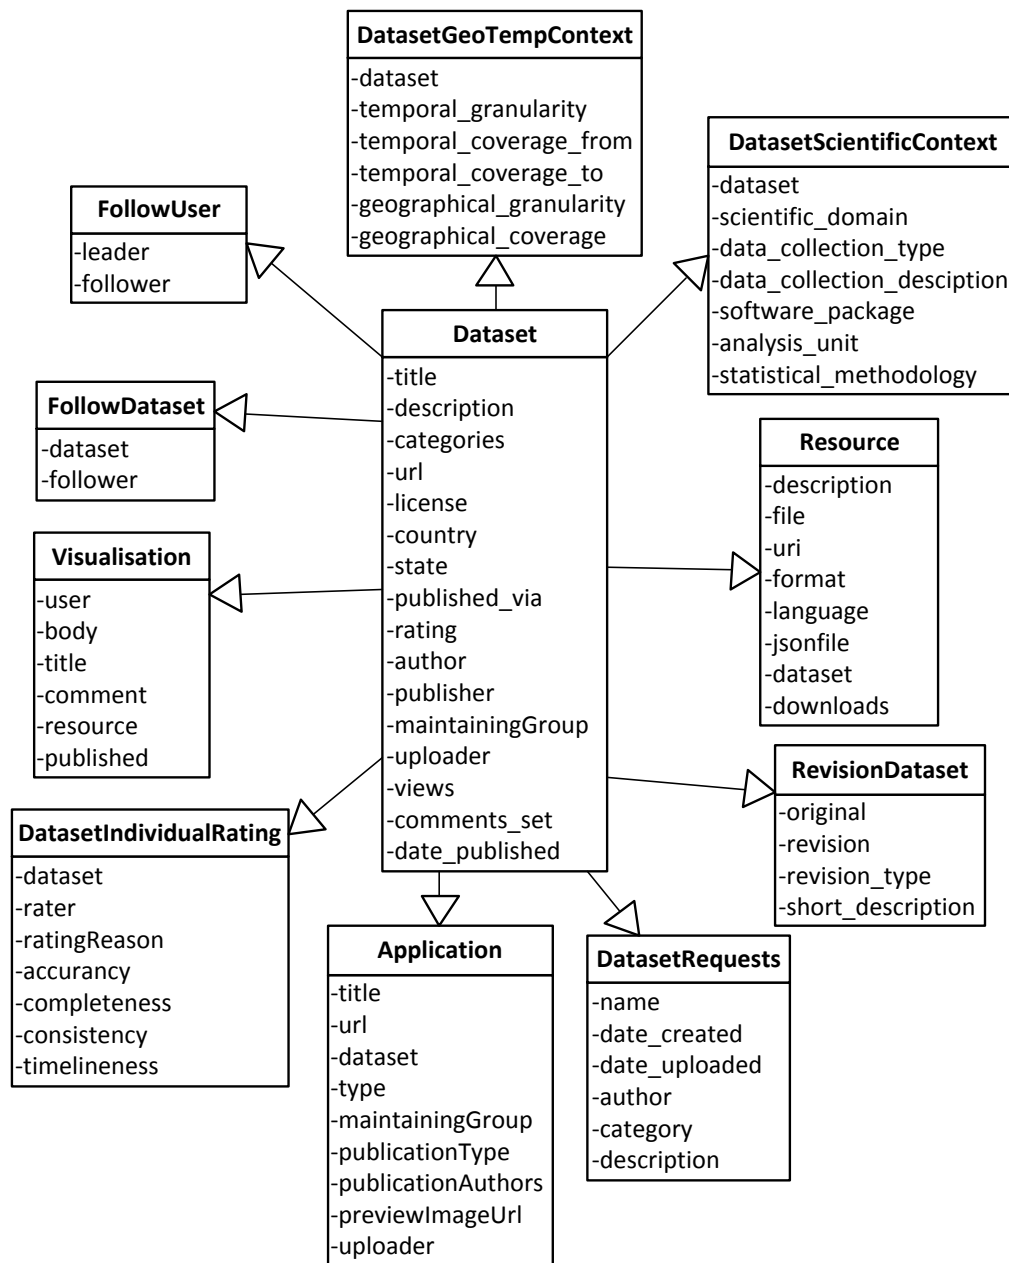 DatasetGeoTempContext
-dataset
-temporal_granularity
-temporal_coverage_from
-temporal_coverage_to
-geographical_granularity
-geographical_coverage
DatasetScientificContext
-dataset
-scientific_domain
-data_collection_type
-data_collection_desciption
-software_package
-analysis_unit
-statistical_methodology
FollowUser
-leader
-follower
Dataset
-title
-description
-categories
-url
-license
-country
-state
-published_via
-rating
-author
-publisher
-maintainingGroup
-uploader
-views
-comments_set
-date_published
FollowDataset
-dataset
-follower
Resource
-description
-file
-uri
-format
-language
-jsonfile
-dataset
-downloads
Visualisation
-user
-body
-title
-comment
-resource
-published
RevisionDataset
-original
-revision
-revision_type
-short_description
DatasetIndividualRating
-dataset
-rater
-ratingReason
-accurancy
-completeness
-consistency
-timelineness
Application
-title
-url
-dataset
-type
-maintainingGroup
-publicationType
-publicationAuthors
-previewImageUrl
-uploader
DatasetRequests
-name
-date_created
-date_uploaded
-author
-category
-description